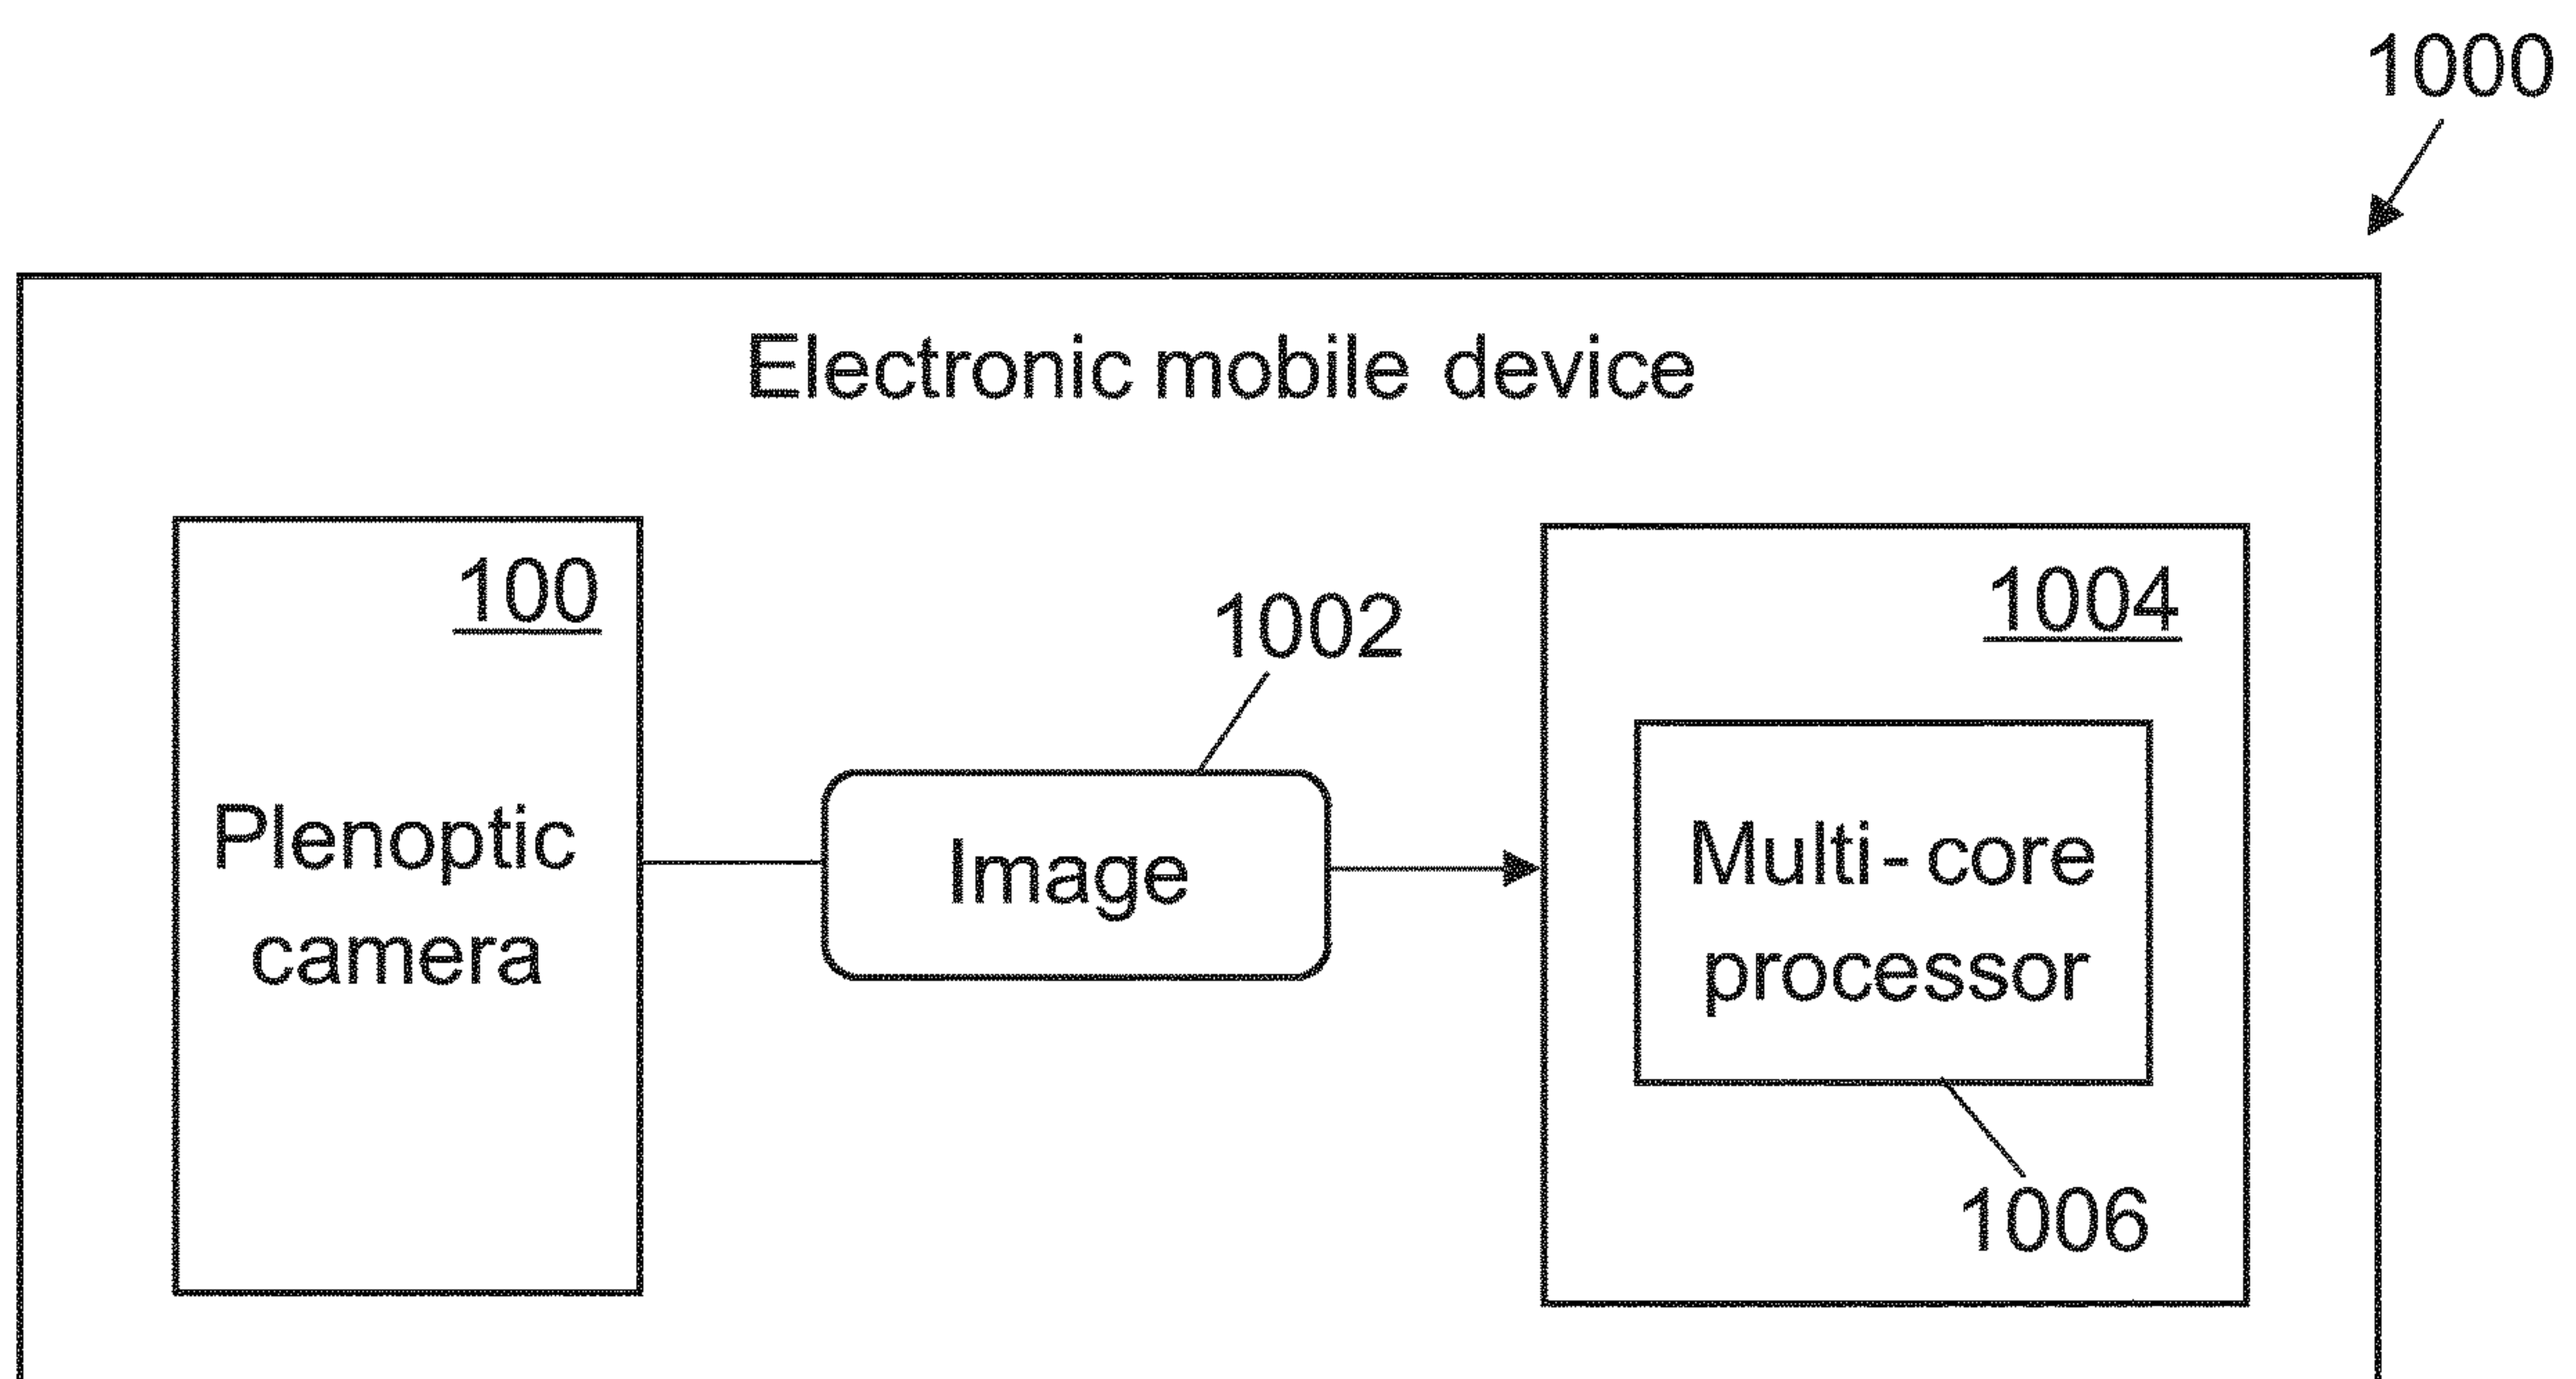 1000
Electronic mobile device
100
Plenoptic
camera
1002
Image
1004
Multi-core
processor
1006